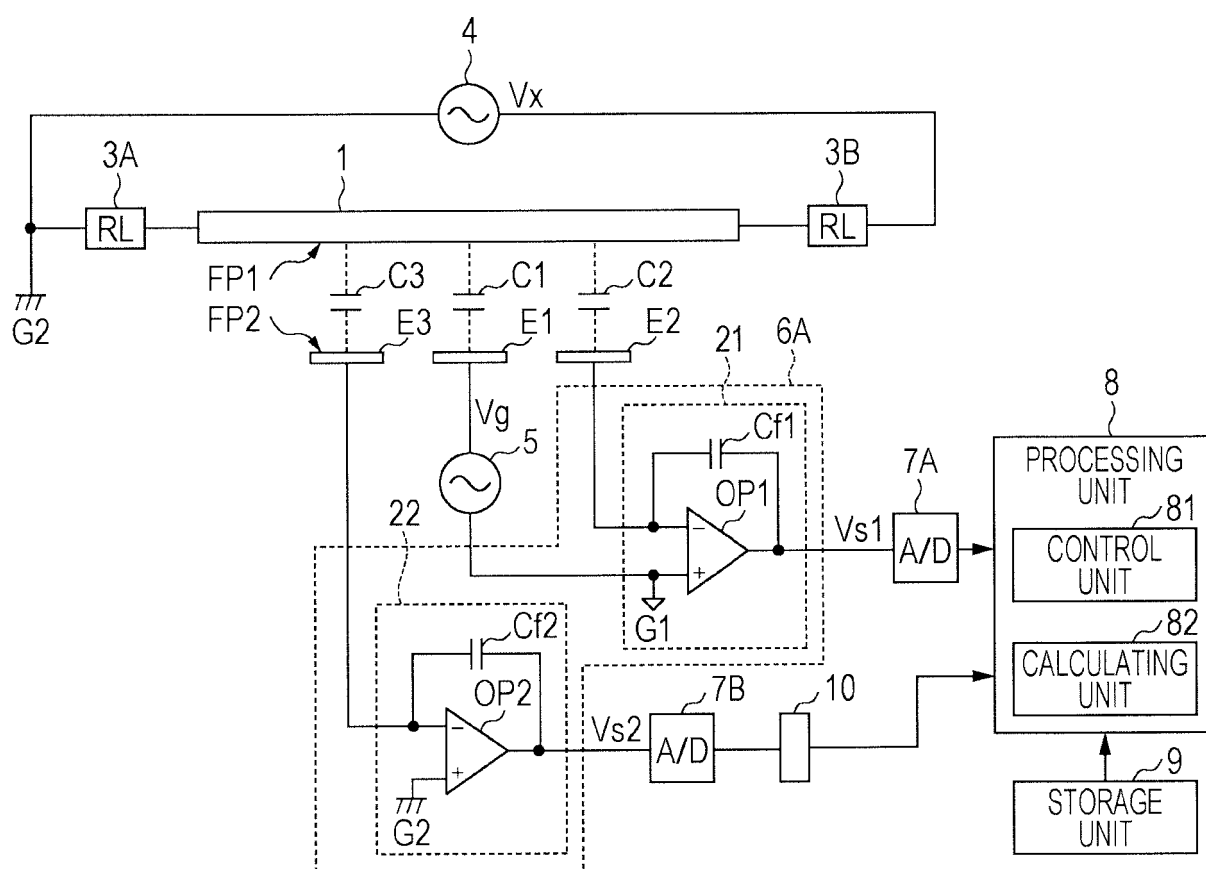 4
Vx
3A
1
3B
RL
RL
FP1
C3
C1
C2
G2
FP2
E3
E1
E2
21
6A
Vg
Cf1
8
5
7A
PROCESSING
UNIT
OP1
22
Vs1
81
A/D
CONTROL
UNIT
G1
Cf2
82
7B
10
CALCULATING
UNIT
OP2
Vs2
A/D
9
G2
STORAGE
UNIT